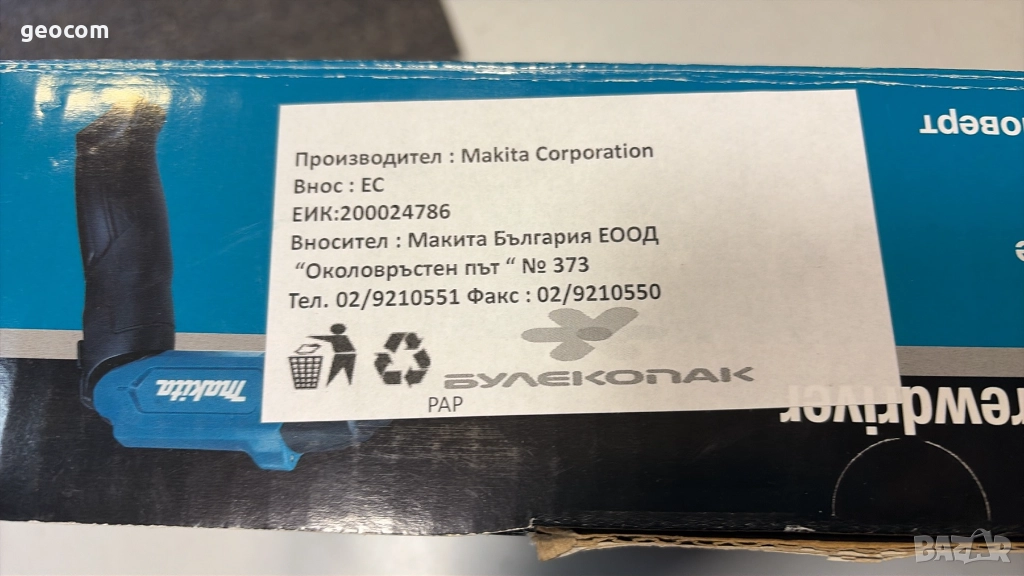 geocom
Производител : Makita Corporation
Внос : ЕС
ЕИК:200024786
Вносител : Макита България ЕООД
“Околовръстен път “ № 373
Тел. 02/9210551 Факс : 02/9210550
БУЛЕКОПАК
PAP
makita
BAZAR